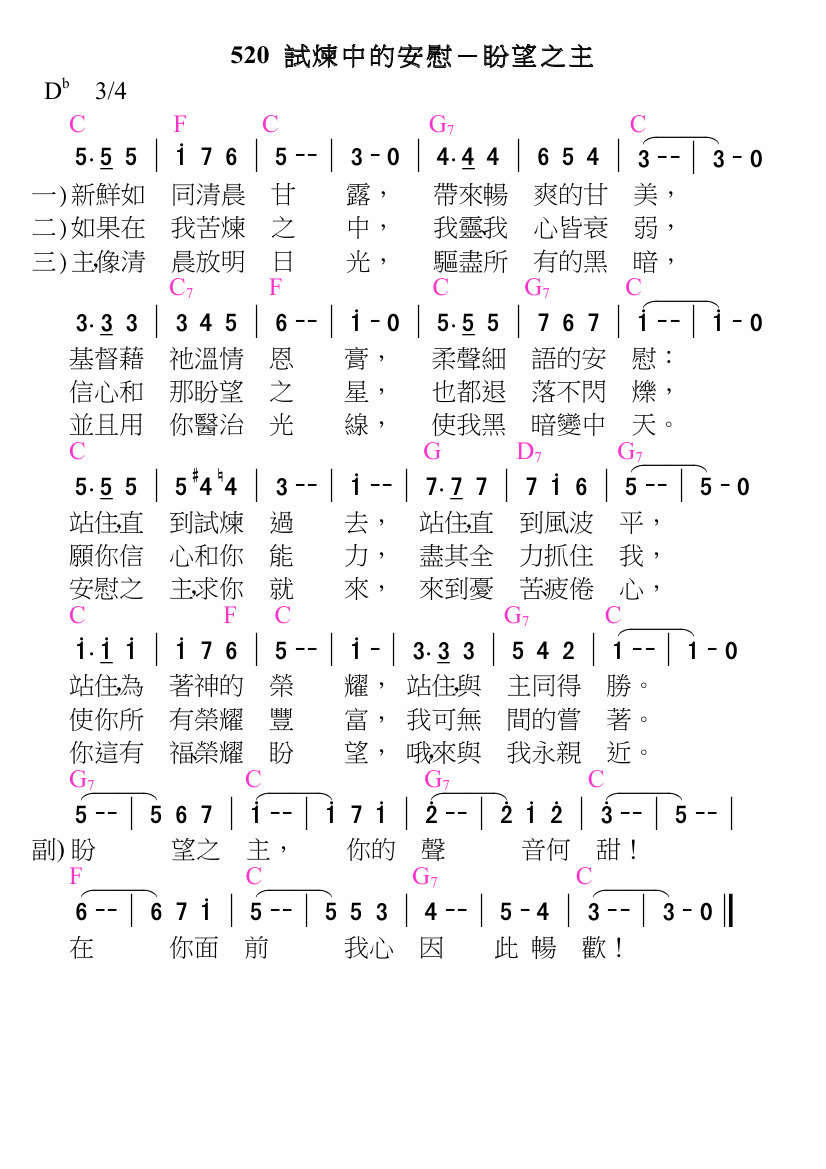 520 試煉中的安慰－盼望之主
Db 3/4
C F C G7 C
5. 5 5 | i 7 6 | 5 -- | 3 - 0 | 4. 4 4 | 6 5 4 | 3 -- | 3 - 0
一)新鮮如 同清晨 甘 露， 帶來暢 爽的甘 美，
二)如果在 我苦煉 之 中， 我靈,我 心皆衰 弱，
三)主,像清 晨放明 日 光， 驅盡所 有的黑 暗，
C7 F C G7 C
3. 3 3 | 3 4 5 | 6 -- | i - 0 | 5. 5 5 | 7 6 7 | i -- | i - 0
基督藉 祂溫情 恩 膏， 柔聲細 語的安 慰：
信心和 那盼望 之 星， 也都退 落不閃 爍，
並且用 你醫治 光 線， 使我黑 暗變中 天。
C G D7 G7
5. 5 5 | 5 #4 ♮4 | 3 -- | i -- | 7. 7 7 | 7 i 6 | 5 -- | 5 - 0
站住,直 到試煉 過 去， 站住,直 到風波 平，
願你信 心和你 能 力， 盡其全 力抓住 我，
安慰之 主,求你 就 來， 來到憂 苦,疲倦 心，
C F C G7 C
i. i i | i 7 6 | 5 -- | i - | 3. 3 3 | 5 4 2 | 1 -- | 1 - 0
站住,為 著神的 榮 耀， 站住,與 主同得 勝。
使你所 有榮耀 豐 富， 我可無 間的嘗 著。
你這有 福,榮耀 盼 望， 哦,來與 我永親 近。
G7 C G7 C
5 -- | 5 6 7 | i -- | i 7 i | 2̇ -- | 2̇ i 2̇ | 3̇ -- | 5 -- |
副)盼 望之 主， 你的 聲 音何 甜！
F C G7 C
6 -- | 6 7 i | 5 -- | 5 5 3 | 4 -- | 5 - 4 | 3 -- | 3 - 0 ||
在 你面 前 我心 因 此 暢 歡！